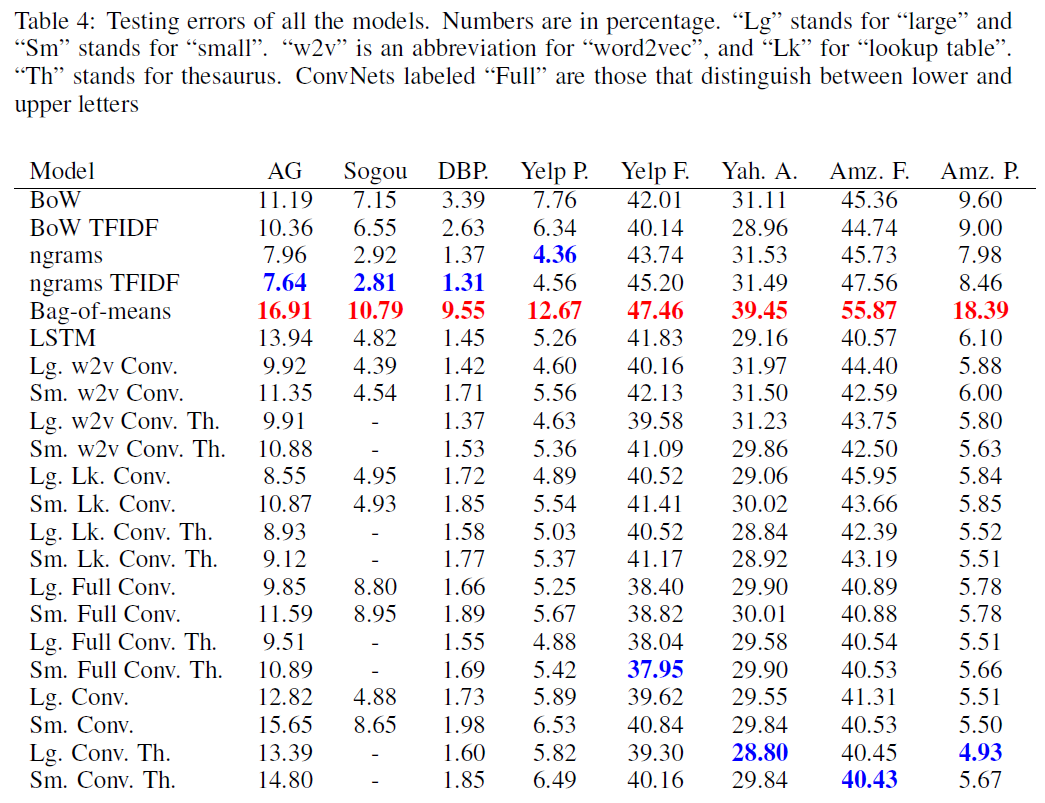 Table 4: Testing errors of all the models. Numbers are in percentage. “Lg” stands for “large” and
“Sm” stands for “small”. “w2v” is an abbreviation for “word2vec”, and “Lk” for “lookup table”.
“Th” stands for thesaurus. ConvNets labeled “Full” are those that distinguish between lower and
upper letters
Model AG Sogou DBP. Yelp P. Yelp F. Yah. A. Amz. F. Amz. P.
BoW 11.19 7.15 3.39 7.76 42.01 31.11 45.36 9.60
BoW TFIDF 10.36 6.55 2.63 6.34 40.14 28.96 44.74 9.00
ngrams 7.96 2.92 1.37 4.36 43.74 31.53 45.73 7.98
ngrams TFIDF 7.64 2.81 1.31 4.56 45.20 31.49 47.56 8.46
Bag-of-means 16.91 10.79 9.55 12.67 47.46 39.45 55.87 18.39
LSTM 13.94 4.82 1.45 5.26 41.83 29.16 40.57 6.10
Lg. w2v Conv. 9.92 4.39 1.42 4.60 40.16 31.97 44.40 5.88
Sm. w2v Conv. 11.35 4.54 1.71 5.56 42.13 31.50 42.59 6.00
Lg. w2v Conv. Th. 9.91 - 1.37 4.63 39.58 31.23 43.75 5.80
Sm. w2v Conv. Th. 10.88 - 1.53 5.36 41.09 29.86 42.50 5.63
Lg. Lk. Conv. 8.55 4.95 1.72 4.89 40.52 29.06 45.95 5.84
Sm. Lk. Conv. 10.87 4.93 1.85 5.54 41.41 30.02 43.66 5.85
Lg. Lk. Conv. Th. 8.93 - 1.58 5.03 40.52 28.84 42.39 5.52
Sm. Lk. Conv. Th. 9.12 - 1.77 5.37 41.17 28.92 43.19 5.51
Lg. Full Conv. 9.85 8.80 1.66 5.25 38.40 29.90 40.89 5.78
Sm. Full Conv. 11.59 8.95 1.89 5.67 38.82 30.01 40.88 5.78
Lg. Full Conv. Th. 9.51 - 1.55 4.88 38.04 29.58 40.54 5.51
Sm. Full Conv. Th. 10.89 - 1.69 5.42 37.95 29.90 40.53 5.66
Lg. Conv. 12.82 4.88 1.73 5.89 39.62 29.55 41.31 5.51
Sm. Conv. 15.65 8.65 1.98 6.53 40.84 29.84 40.53 5.50
Lg. Conv. Th. 13.39 - 1.60 5.82 39.30 28.80 40.45 4.93
Sm. Conv. Th. 14.80 - 1.85 6.49 40.16 29.84 40.43 5.67